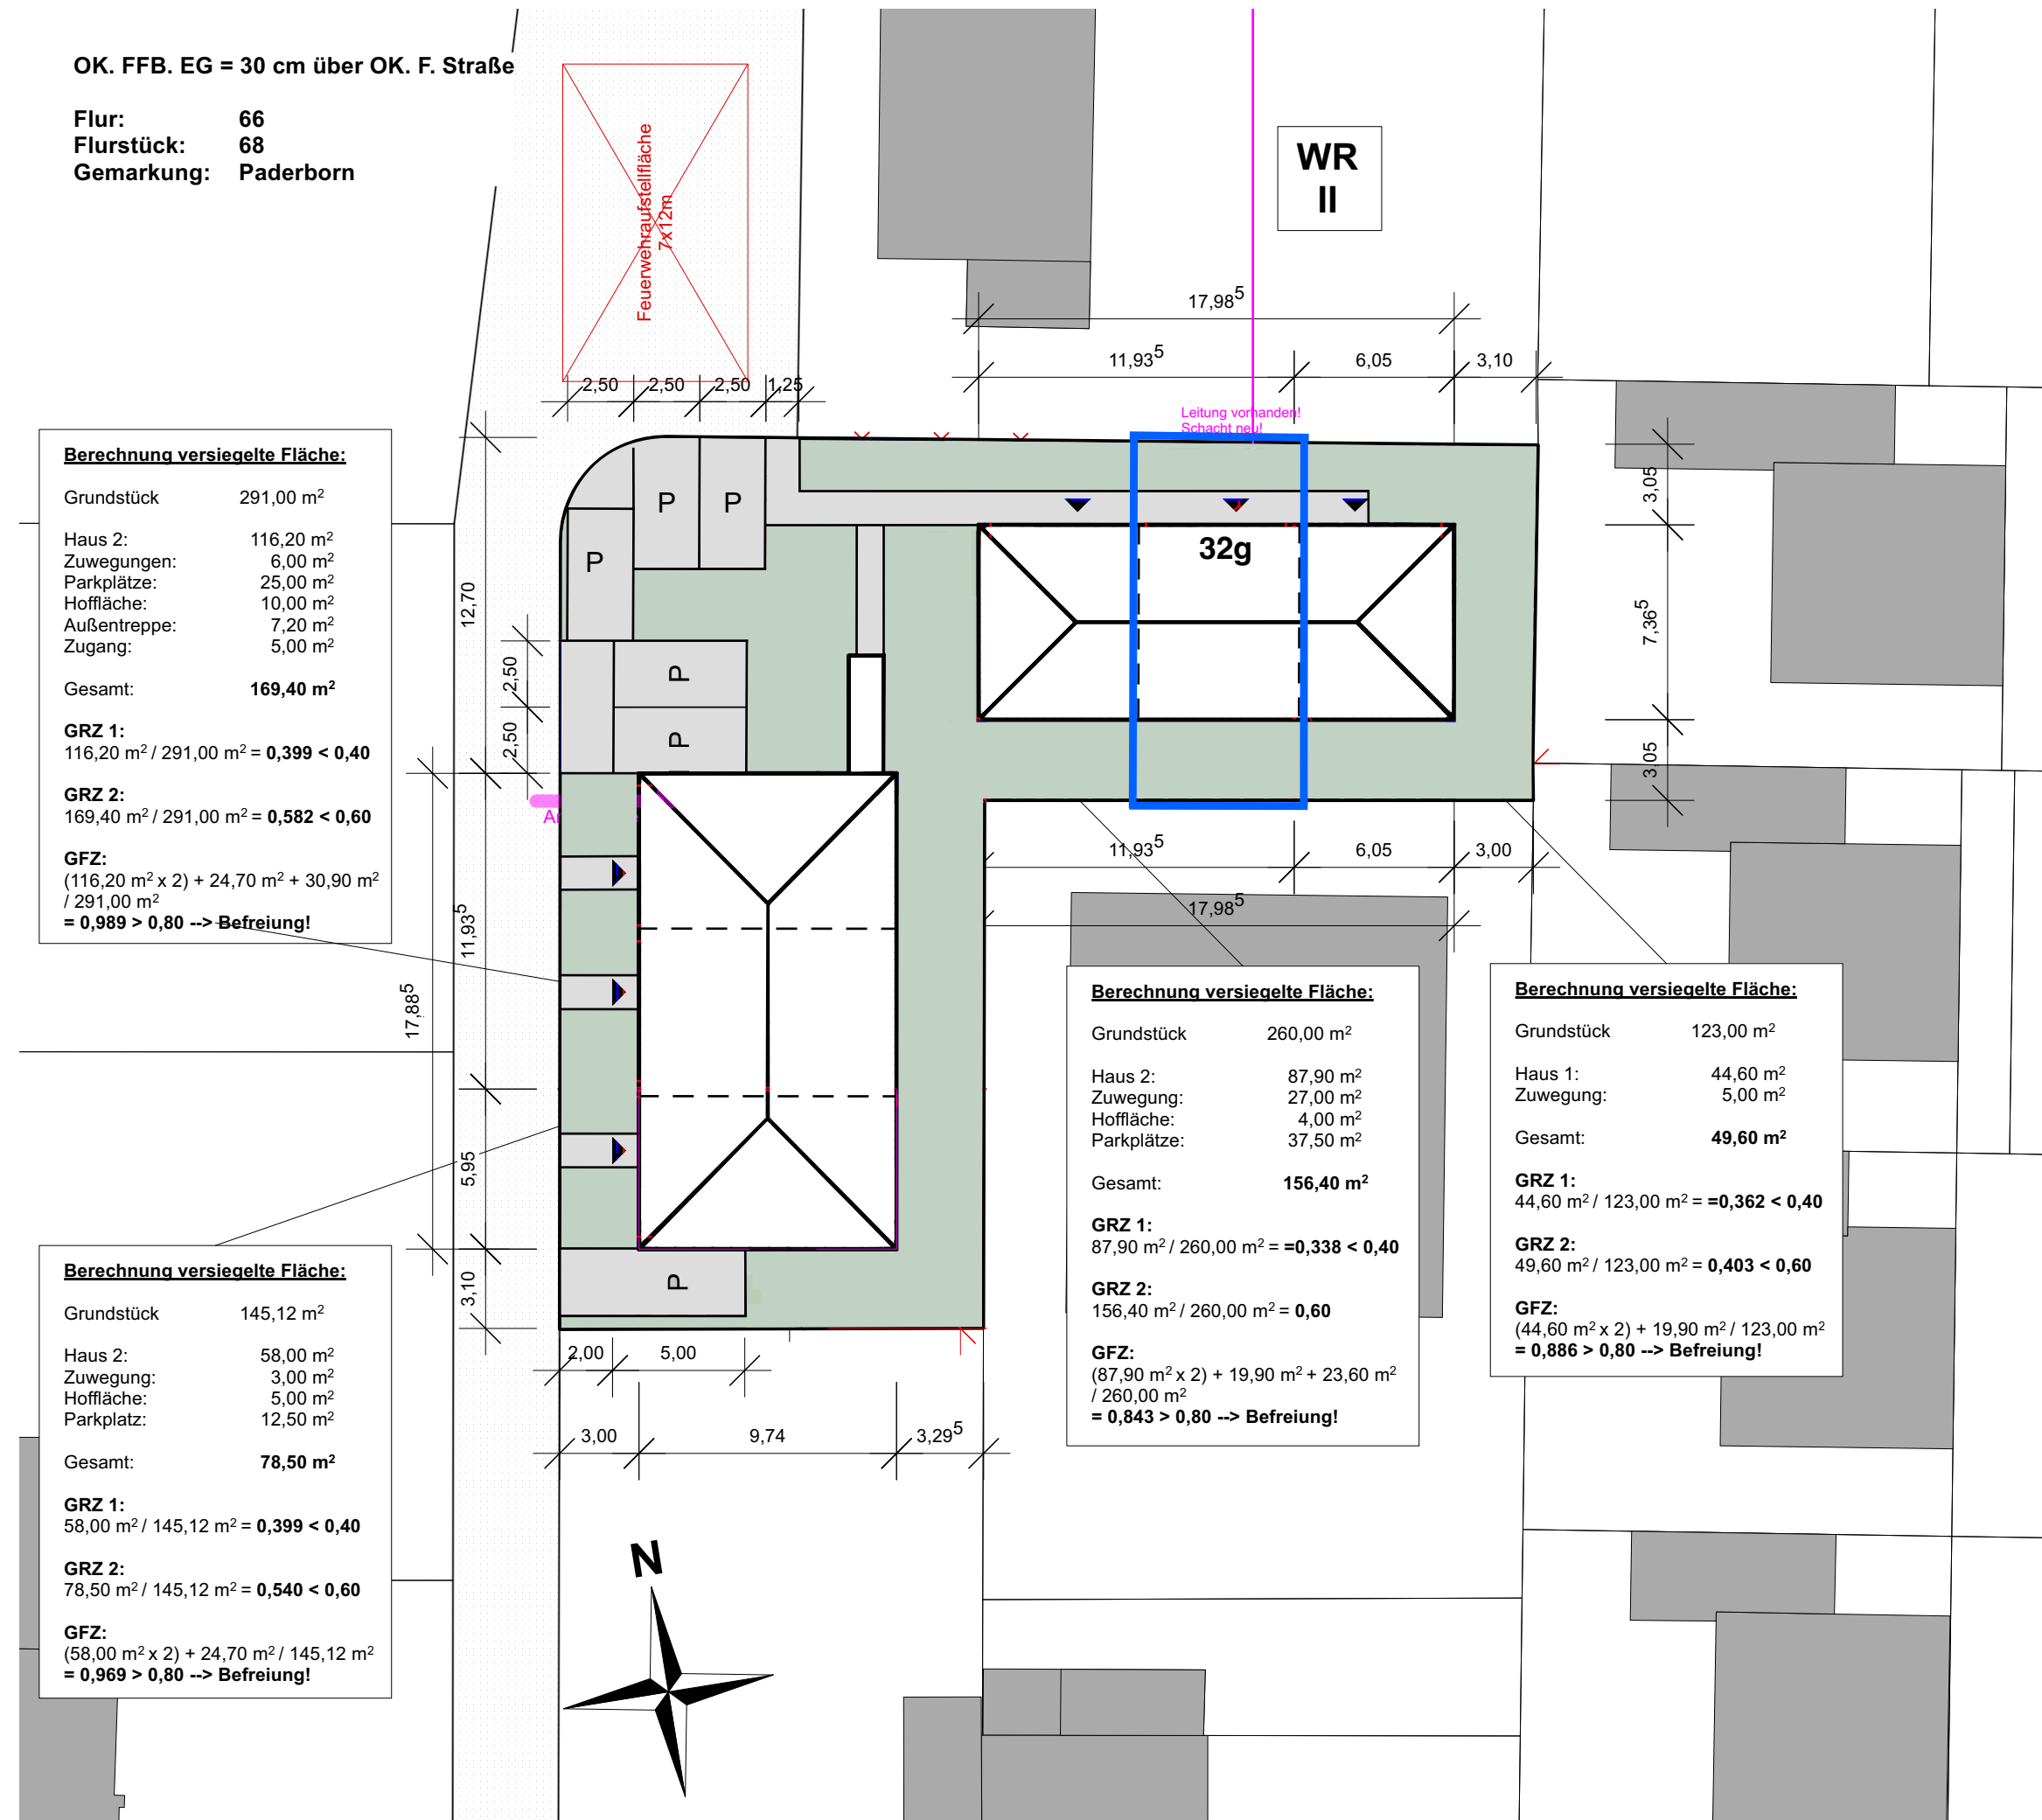 OK. FFB. EG = 30 cm über OK. F. Straße
Flur: 66
Flurstück: 68
Gemarkung: Paderborn
Feuerwehraufstellfläche
7x12m
WR
II
17,98⁵
11,93⁵ 6,05 3,10
2,50 2,50 2,50 1,25
Leitung vorhanden!
Schacht neu!
Berechnung versiegelte Fläche:
Grundstück 291,00 m²
Haus 2: 116,20 m²
Zuwegungen: 6,00 m²
Parkplätze: 25,00 m²
Hoffläche: 10,00 m²
Außentreppe: 7,20 m²
Zugang: 5,00 m²
Gesamt: 169,40 m²
GRZ 1:
116,20 m² / 291,00 m² = 0,399 < 0,40
GRZ 2:
169,40 m² / 291,00 m² = 0,582 < 0,60
GFZ:
(116,20 m² x 2) + 24,70 m² + 30,90 m²
/ 291,00 m²
= 0,989 > 0,80 --> Befreiung!
12,70
2,50
2,50
11,93⁵
17,88⁵
5,95
3,10
P P
P
P
P
P
32g
3,05
7,36⁵
3,05
11,93⁵ 6,05 3,00
17,98⁵
2,00 5,00
3,00 9,74 3,29⁵
Berechnung versiegelte Fläche:
Grundstück 145,12 m²
Haus 2: 58,00 m²
Zuwegung: 3,00 m²
Hoffläche: 5,00 m²
Parkplatz: 12,50 m²
Gesamt: 78,50 m²
GRZ 1:
58,00 m² / 145,12 m² = 0,399 < 0,40
GRZ 2:
78,50 m² / 145,12 m² = 0,540 < 0,60
GFZ:
(58,00 m² x 2) + 24,70 m² / 145,12 m²
= 0,969 > 0,80 --> Befreiung!
Berechnung versiegelte Fläche:
Grundstück 260,00 m²
Haus 2: 87,90 m²
Zuwegung: 27,00 m²
Hoffläche: 4,00 m²
Parkplätze: 37,50 m²
Gesamt: 156,40 m²
GRZ 1:
87,90 m² / 260,00 m² = =0,338 < 0,40
GRZ 2:
156,40 m² / 260,00 m² = 0,60
GFZ:
(87,90 m² x 2) + 19,90 m² + 23,60 m²
/ 260,00 m²
= 0,843 > 0,80 --> Befreiung!
Berechnung versiegelte Fläche:
Grundstück 123,00 m²
Haus 1: 44,60 m²
Zuwegung: 5,00 m²
Gesamt: 49,60 m²
GRZ 1:
44,60 m² / 123,00 m² = =0,362 < 0,40
GRZ 2:
49,60 m² / 123,00 m² = 0,403 < 0,60
GFZ:
(44,60 m² x 2) + 19,90 m² / 123,00 m²
= 0,886 > 0,80 --> Befreiung!
N